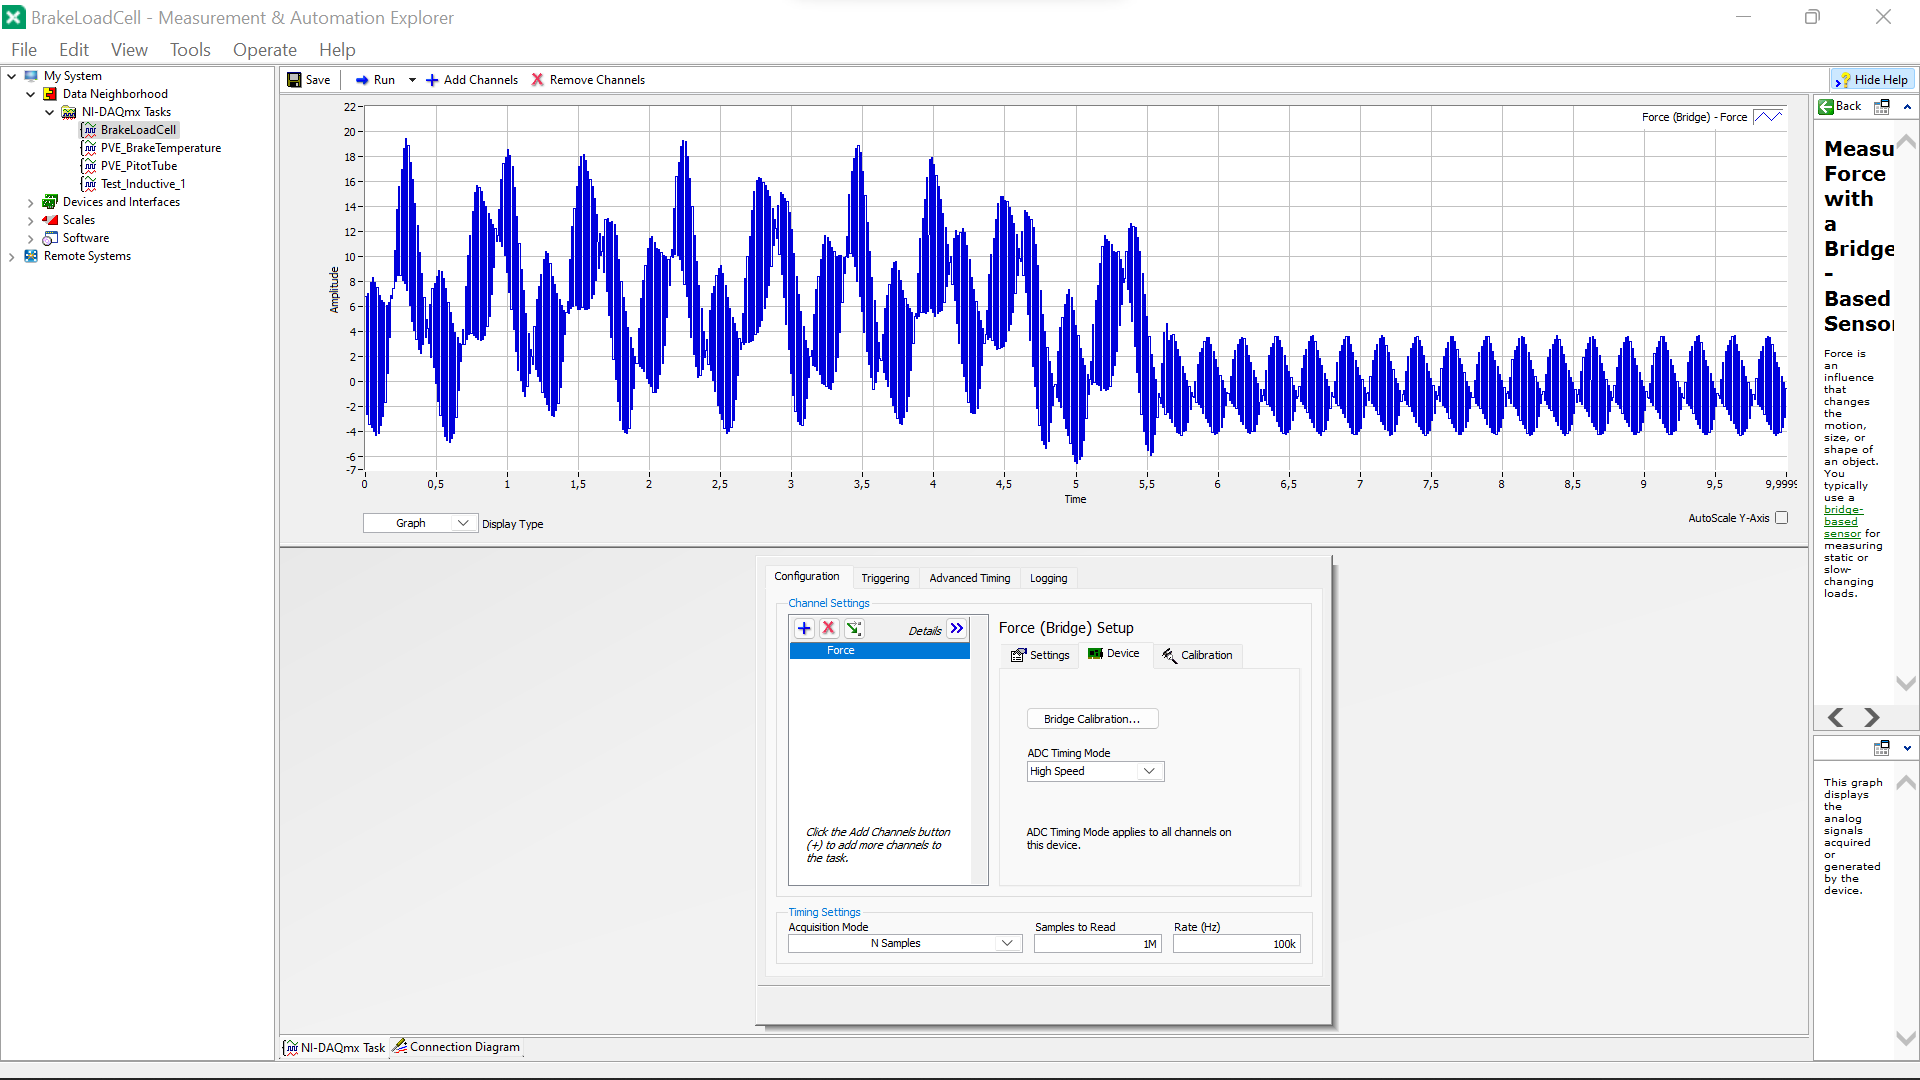 BrakeLoadCell - Measurement & Automation Explorer
File Edit View Tools Operate Help
My System
Data Neighborhood
NI-DAQmx Tasks
BrakeLoadCell
PVE_BrakeTemperature
PVE_PitotTube
Test_Inductive_1
Devices and Interfaces
Scales
Software
Remote Systems
Save Run Add Channels Remove Channels
Hide Help
Force (Bridge) - Force
22
20
18
16
14
12
10
8
6
4
2
0
-2
-4
-6
-7
Amplitude
0 0,5 1 1,5 2 2,5 3 3,5 4 4,5 5 5,5 6 6,5 7 7,5 8 8,5 9 9,5 9,9999
Time
Graph Display Type
AutoScale Y-Axis
Configuration Triggering Advanced Timing Logging
Channel Settings
Details
Force
Click the Add Channels button
(+) to add more channels to
the task.
Force (Bridge) Setup
Settings Device Calibration
Bridge Calibration...
ADC Timing Mode
High Speed
ADC Timing Mode applies to all channels on
this device.
Timing Settings
Acquisition Mode Samples to Read Rate (Hz)
N Samples 1M 100k
NI-DAQmx Task Connection Diagram
Back
Measu
Force
with
a
Bridge
-
Based
Sensor
Force is
an
influence
that
changes
the
motion,
size, or
shape of
an object.
You
typically
use a
bridge-
based
sensor for
measuring
static or
slow-
changing
loads.
This graph
displays
the
analog
signals
acquired
or
generated
by the
device.